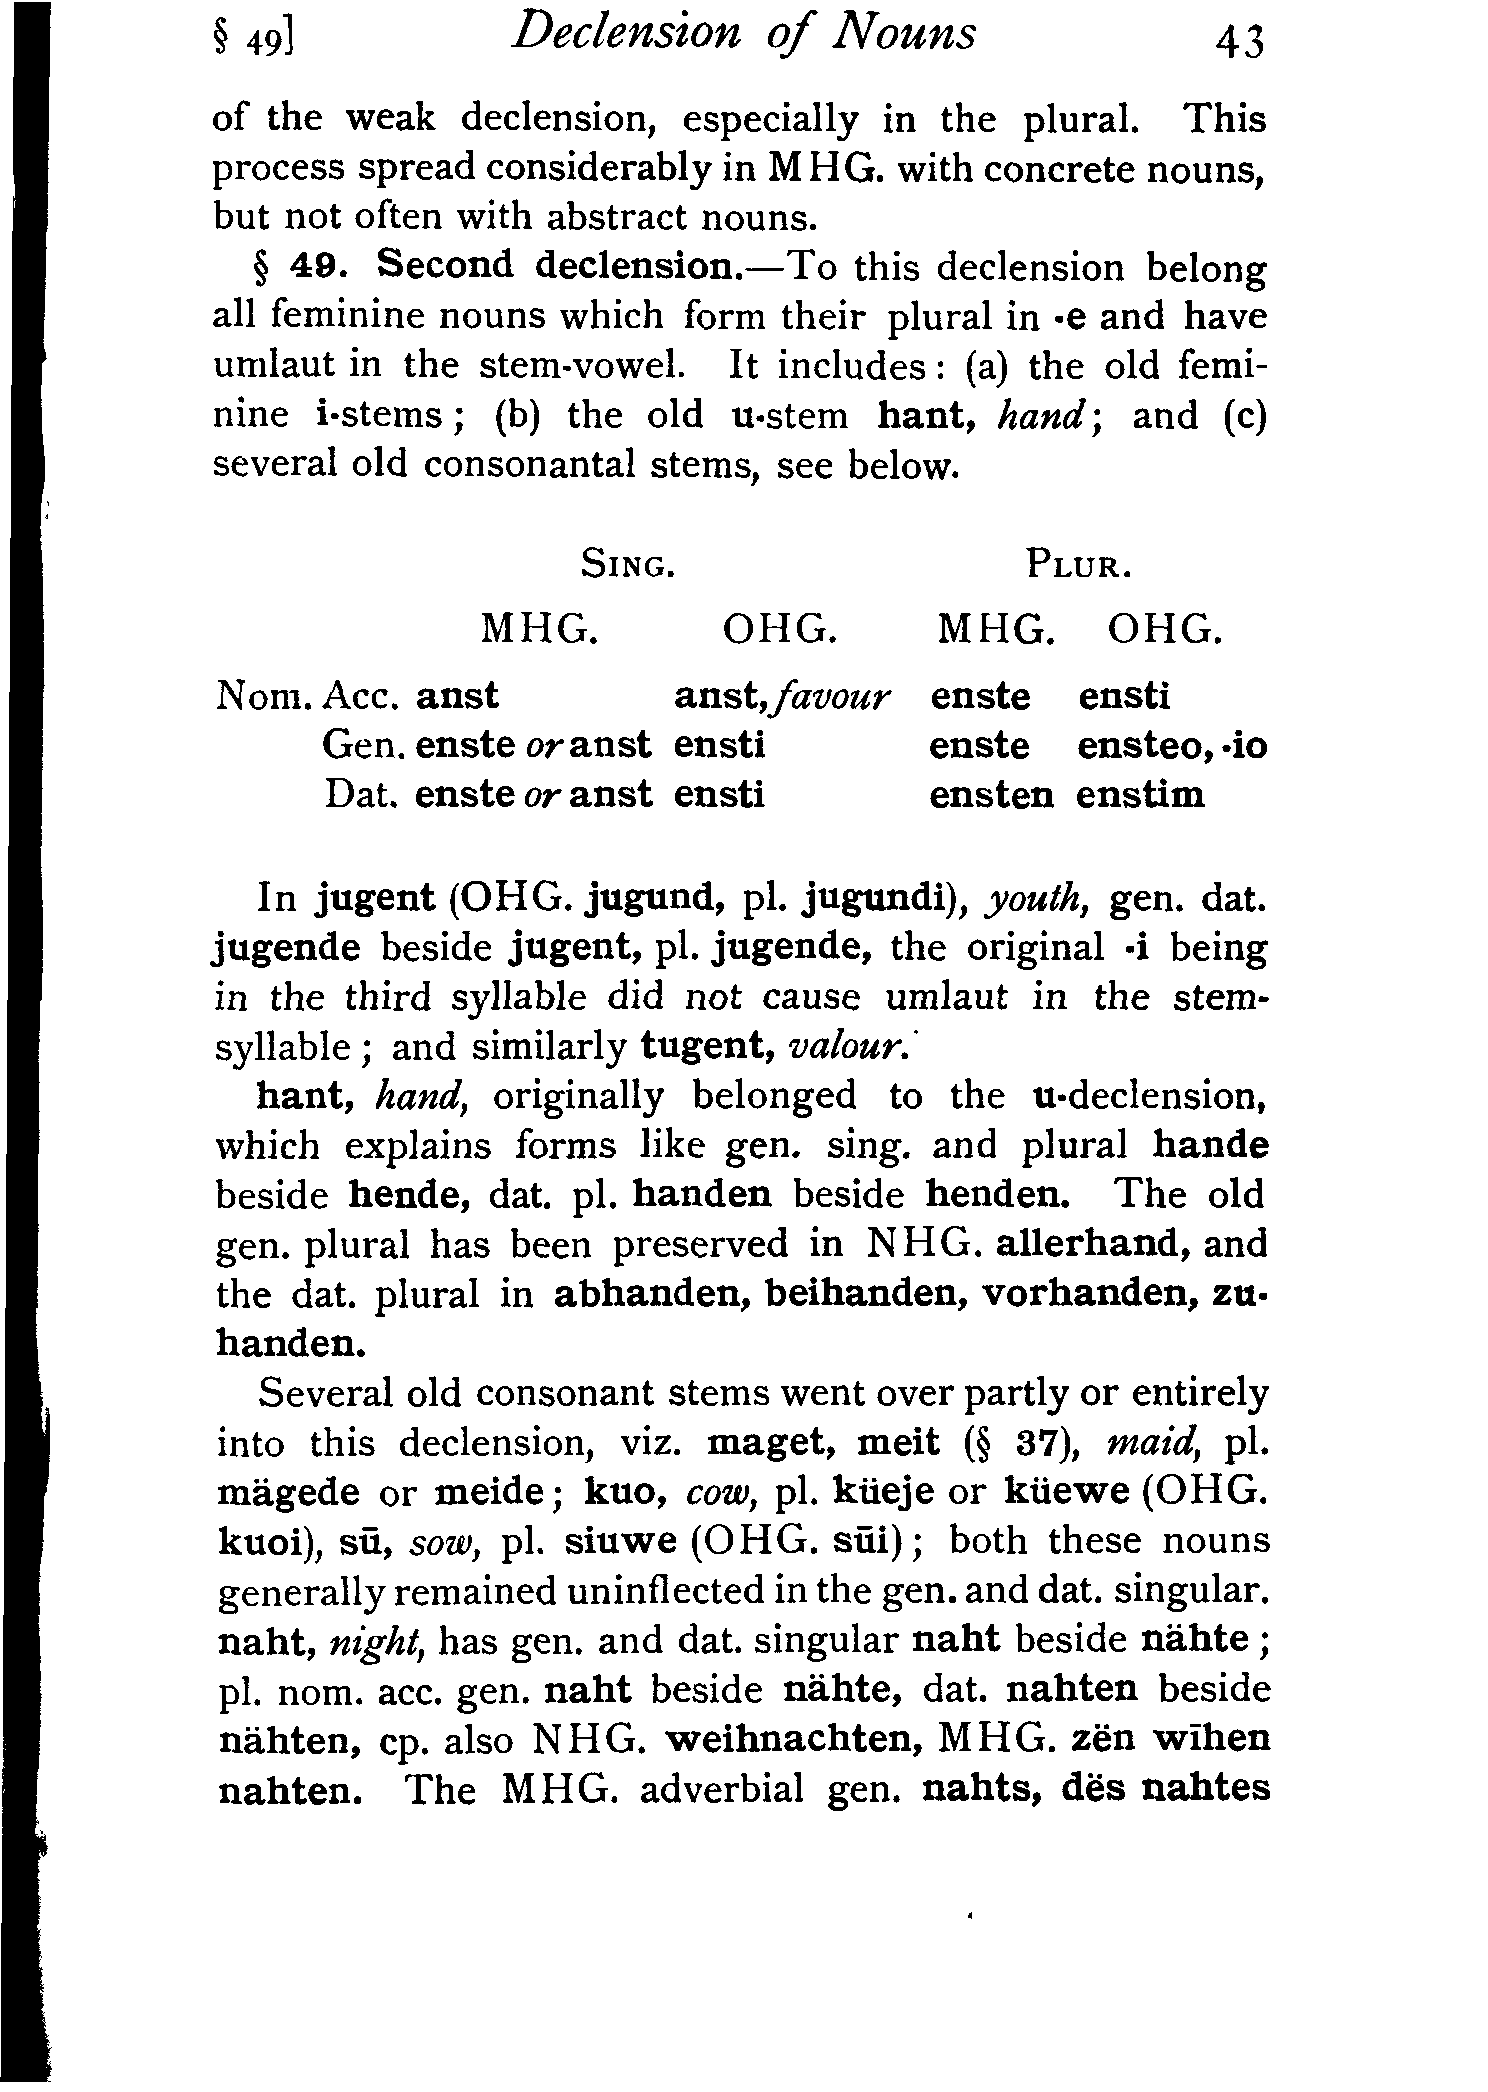 § 49] Declension of Nouns 43
of the weak declension, especially in the plural. This
process spread considerably in MHG. with concrete nouns,
but not often with abstract nouns.
§ 49. Second declension.—To this declension belong
all feminine nouns which form their plural in -e and have
umlaut in the stem-vowel. It includes: (a) the old femi-
nine i-stems; (b) the old u-stem hant, hand; and (c)
several old consonantal stems, see below.
SING. PLUR.
MHG. OHG. MHG. OHG.
Nom. Acc. anst anst, favour enste ensti
Gen. enste or anst ensti enste ensteo, -io
Dat. enste or anst ensti ensten enstim
In jugent (OHG. jugund, pl. jugundi), youth, gen. dat.
jugende beside jugent, pl. jugende, the original -i being
in the third syllable did not cause umlaut in the stem-
syllable; and similarly tugent, valour.
hant, hand, originally belonged to the u-declension,
which explains forms like gen. sing. and plural hande
beside hende, dat. pl. handen beside henden. The old
gen. plural has been preserved in NHG. allerhand, and
the dat. plural in abhanden, beihanden, vorhanden, zu-
handen.
Several old consonant stems went over partly or entirely
into this declension, viz. maget, meit (§ 37), maid, pl.
mägede or meide; kuo, cow, pl. küeje or küewe (OHG.
kuoi), sū, sow, pl. siuwe (OHG. sūi); both these nouns
generally remained uninflected in the gen. and dat. singular.
naht, night, has gen. and dat. singular naht beside nähte;
pl. nom. acc. gen. naht beside nähte, dat. nahten beside
nähten, cp. also NHG. weihnachten, MHG. zën wīhen
nahten. The MHG. adverbial gen. nahts, dës nahtes